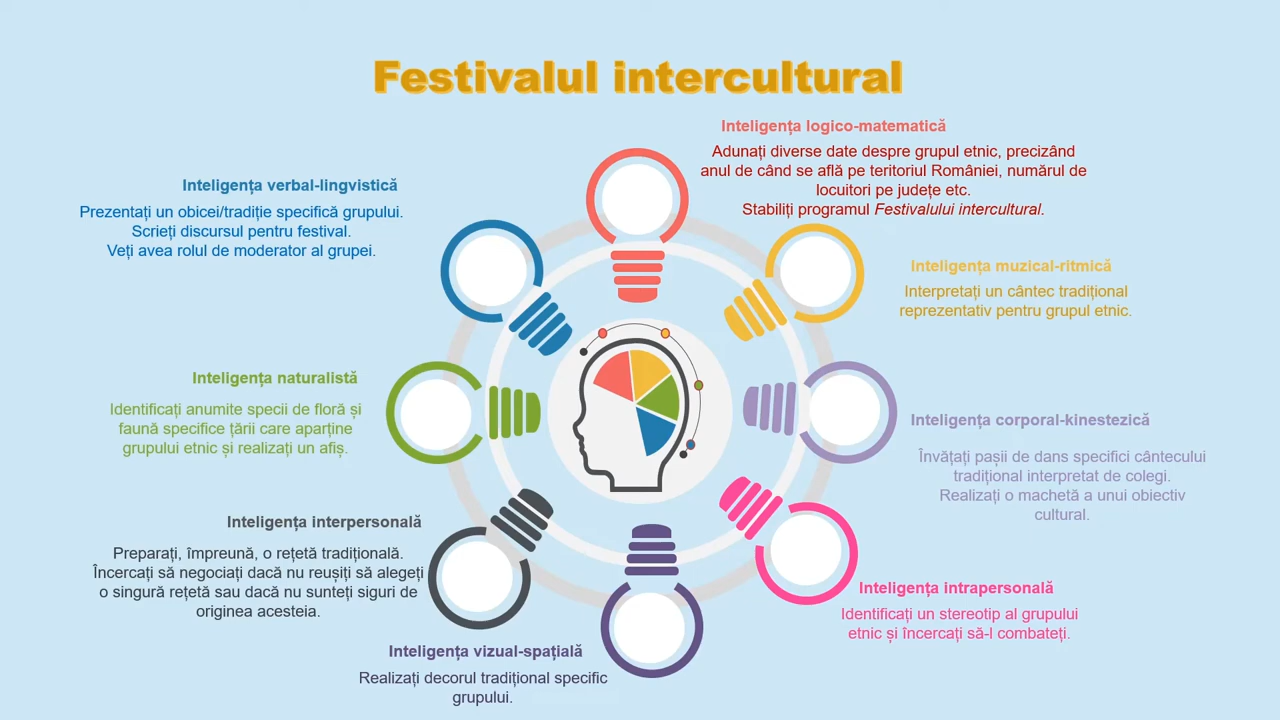 Festivalul intercultural
Inteligența logico-matematică
Adunați diverse date despre grupul etnic, precizând
anul de când se află pe teritoriul României, numărul de
locuitori pe județe etc.
Stabiliți programul Festivalului intercultural.
Inteligența verbal-lingvistică
Prezentați un obicei/tradiție specifică grupului.
Scrieți discursul pentru festival.
Veți avea rolul de moderator al grupei.
Inteligența muzical-ritmică
Interpretați un cântec tradițional
reprezentativ pentru grupul etnic.
Inteligența naturalistă
Identificați anumite specii de floră și
faună specifice țării care aparține
grupului etnic și realizați un afiș.
Inteligența corporal-kinestezică
Învățați pașii de dans specifici cântecului
tradițional interpretat de colegi.
Realizați o machetă a unui obiectiv
cultural.
Inteligența interpersonală
Preparați, împreună, o rețetă tradițională.
Încercați să negociați dacă nu reușiți să alegeți
o singură rețetă sau dacă nu sunteți siguri de
originea acesteia.
Inteligența intrapersonală
Identificați un stereotip al grupului
etnic și încercați să-l combateți.
Inteligența vizual-spațială
Realizați decorul tradițional specific
grupului.